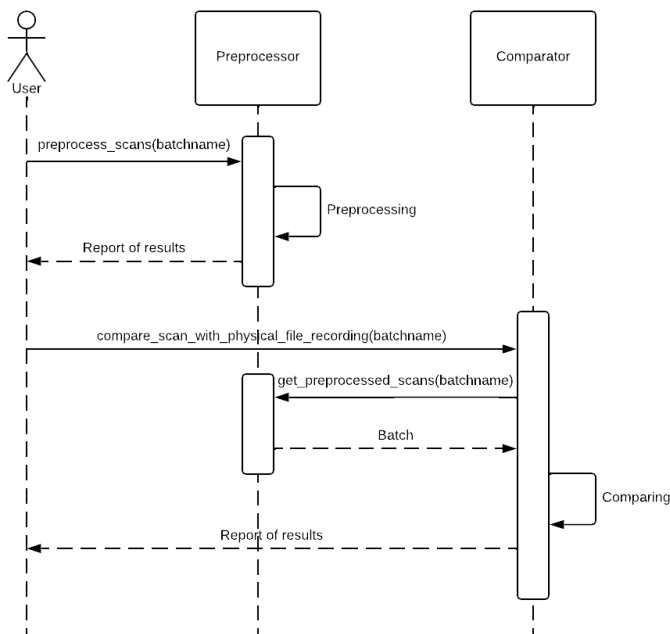 Preprocessor
Comparator
User
preprocess_scans(batchname)
Preprocessing
Report of results
compare_scan_with_physical_file_recording(batchname)
get_preprocessed_scans(batchname)
Batch
Comparing
Report of results